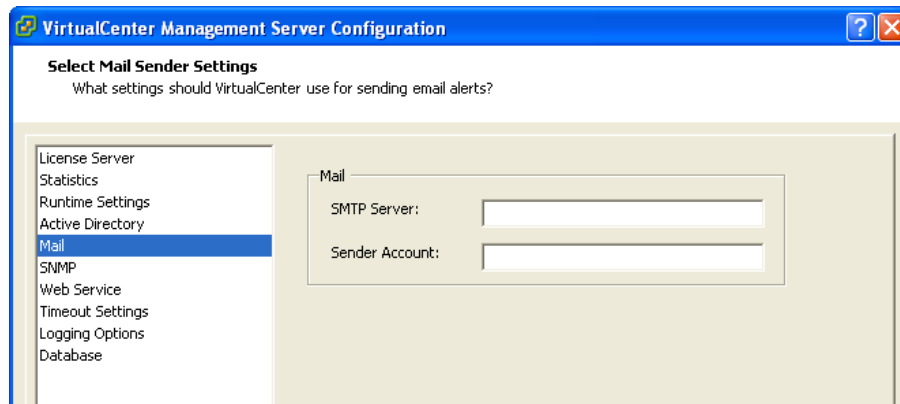 VirtualCenter Management Server Configuration
Select Mail Sender Settings
What settings should VirtualCenter use for sending email alerts?
License Server
Statistics
Runtime Settings
Active Directory
Mail
SNMP
Web Service
Timeout Settings
Logging Options
Database
Mail
SMTP Server:
Sender Account: